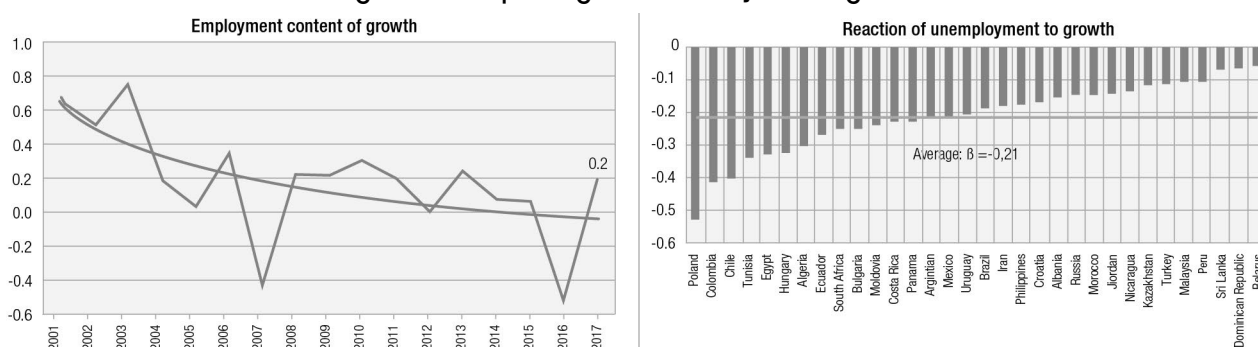 Employment content of growth
1.0
0.8
0.6
0.4
0.2
0.0
-0.2
-0.4
-0.6
0.2
2001
2002
2003
2004
2005
2006
2007
2008
2009
2010
2011
2012
2013
2014
2015
2016
2017
Reaction of unemployment to growth
0
-0.1
-0.2
-0.3
-0.4
-0.5
-0.6
Average: ß =-0,21
Poland
Colombia
Chile
Tunisia
Egypt
Hungary
Algeria
Ecuador
South Africa
Bulgaria
Moldovia
Costa Rica
Panama
Argintian
Mexico
Uruguay
Brazil
Iran
Philippines
Croatia
Albania
Russia
Morocco
Jiordan
Nicaragua
Kazakhstan
Turkey
Malaysia
Peru
Sri Lanka
Dominican Republic